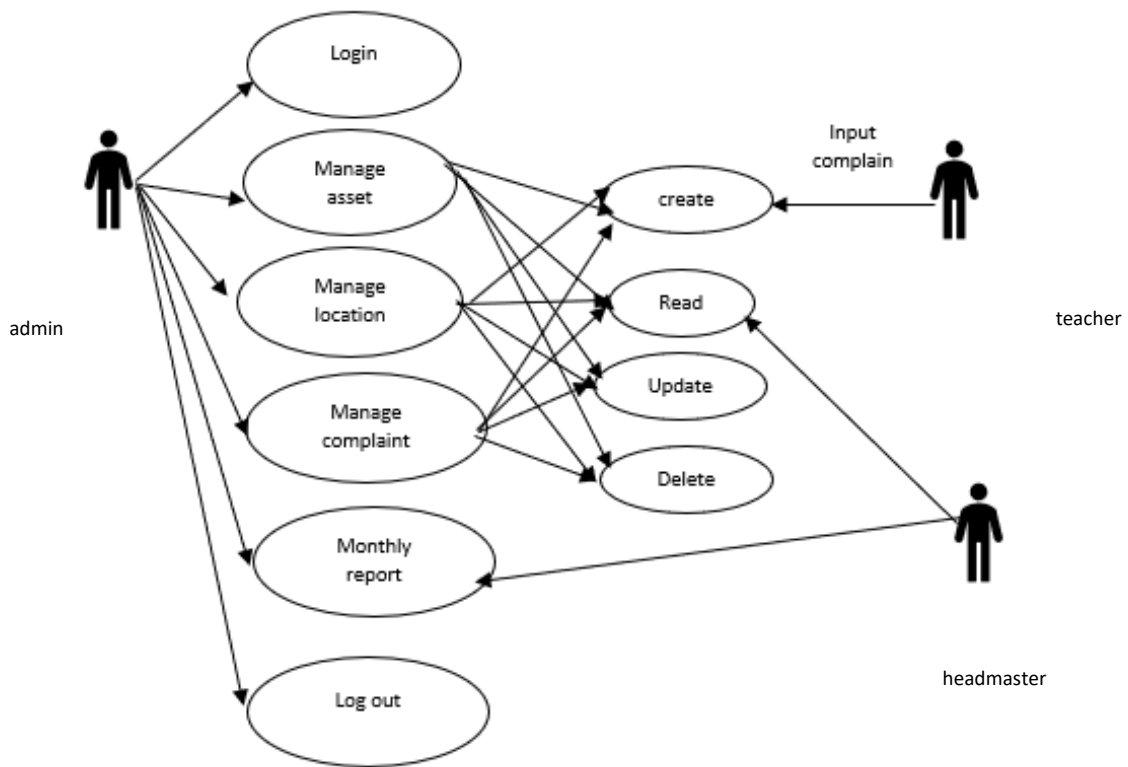 Login
Manage
asset
Manage
location
Manage
complaint
Monthly
report
Log out
create
Read
Update
Delete
Input
complain
admin
teacher
headmaster